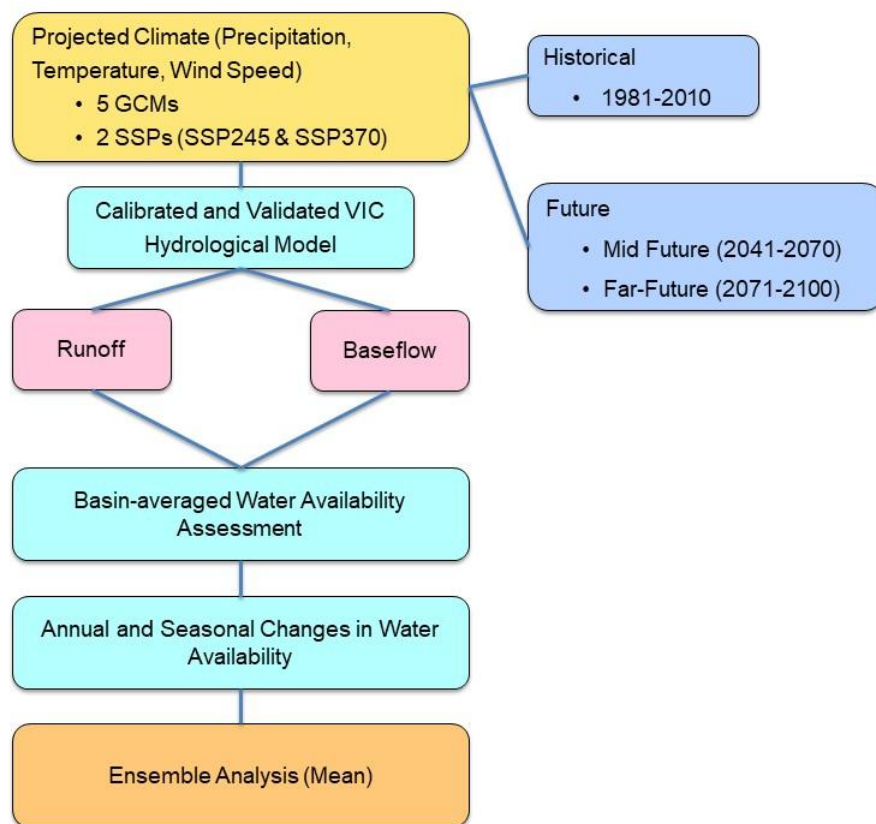 Projected Climate (Precipitation,
Temperature, Wind Speed)
• 5 GCMs
• 2 SSPs (SSP245 & SSP370)
Historical
• 1981-2010
Future
• Mid Future (2041-2070)
• Far-Future (2071-2100)
Calibrated and Validated VIC
Hydrological Model
Runoff
Baseflow
Basin-averaged Water Availability
Assessment
Annual and Seasonal Changes in Water
Availability
Ensemble Analysis (Mean)